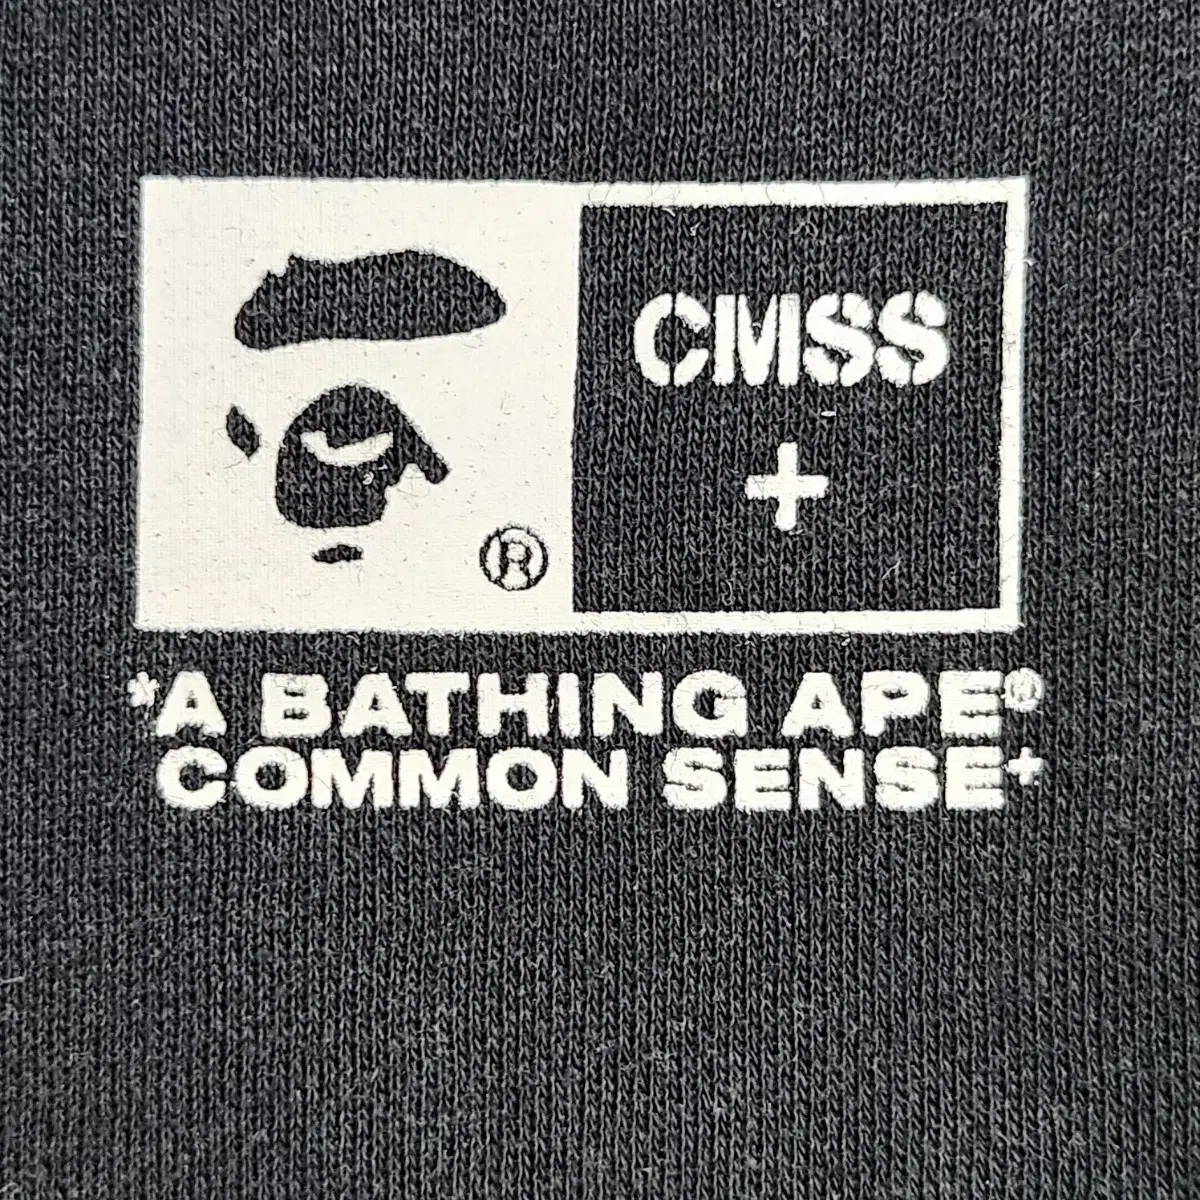 ®
CMSS
+
*A BATHING APE®
COMMON SENSE+